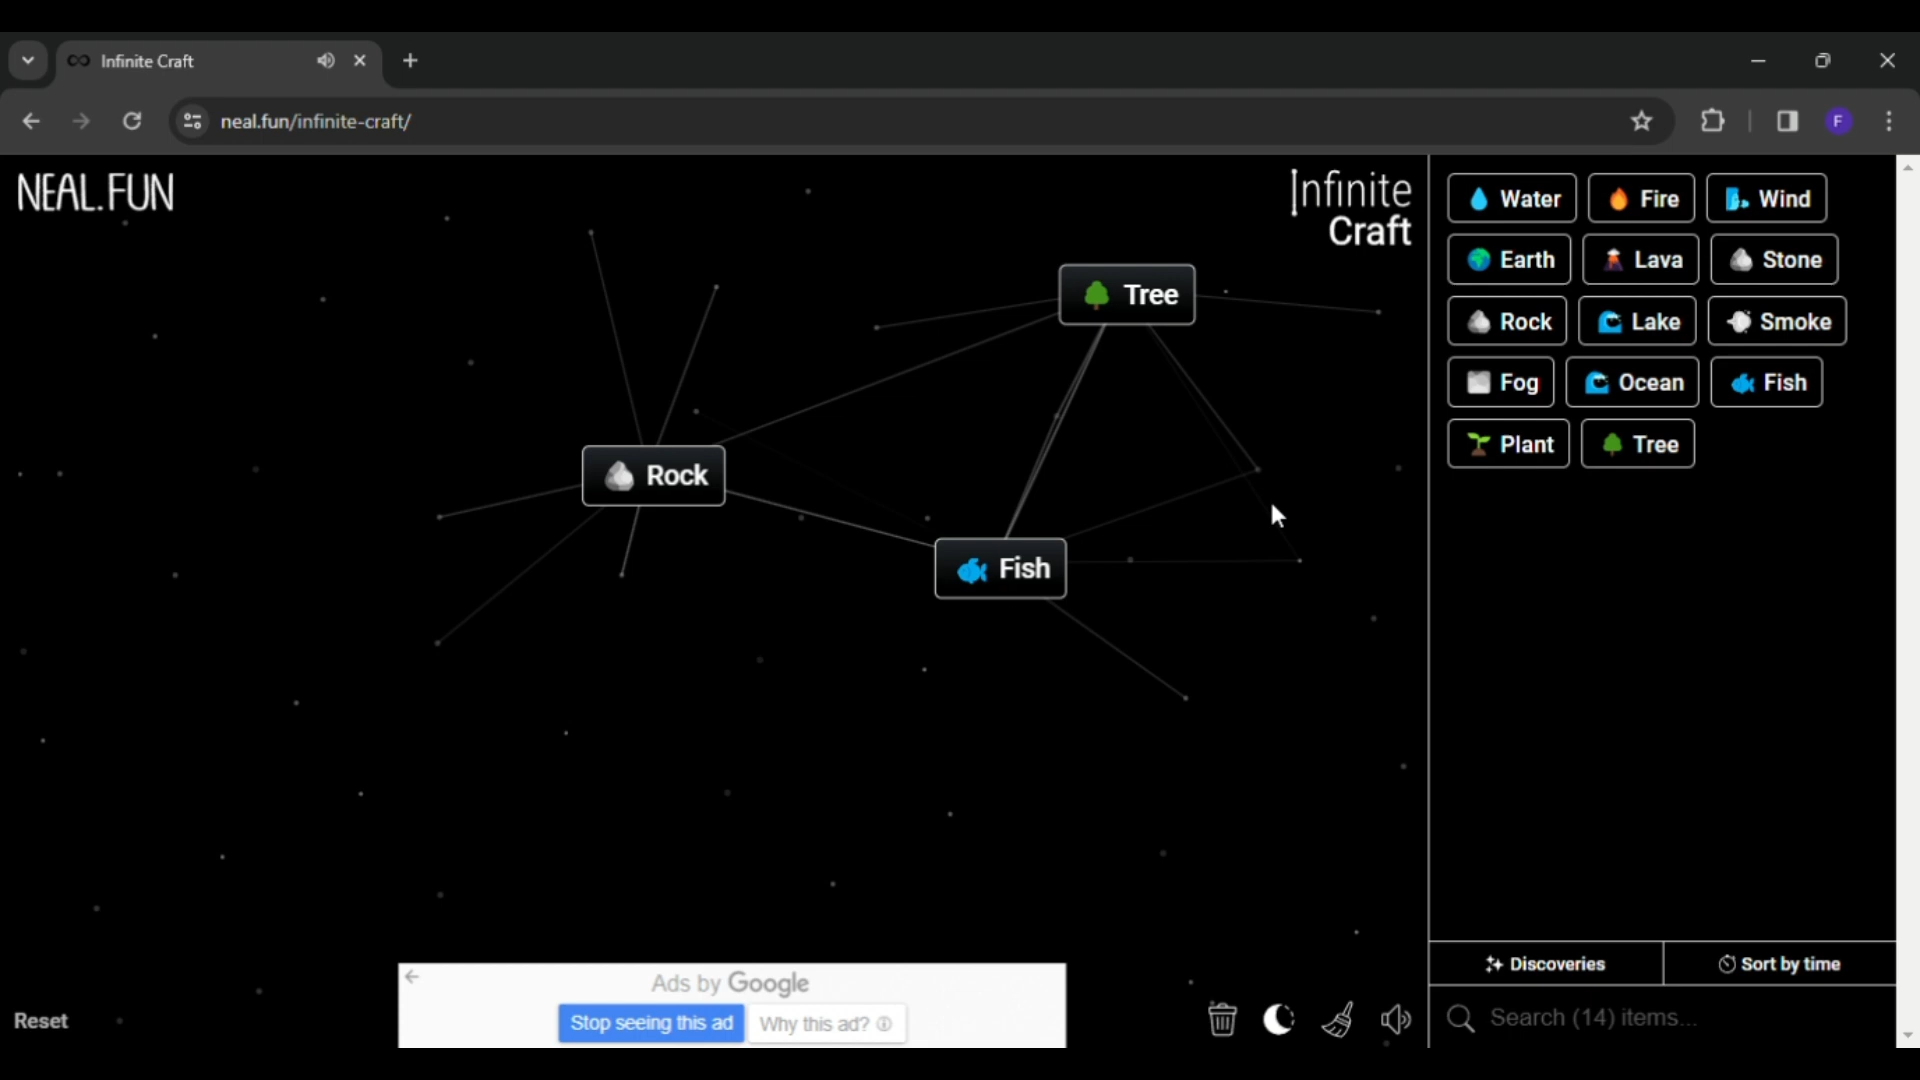 Infinite Craft
neal.fun/infinite-craft/
F
NEAL.FUN
Infinite
Craft
Tree
Rock
Fish
Water Fire Wind
Earth Lava Stone
Rock Lake Smoke
Fog Ocean Fish
Plant Tree
Discoveries Sort by time
Search (14) items...
Reset
Ads by Google
Stop seeing this ad Why this ad?